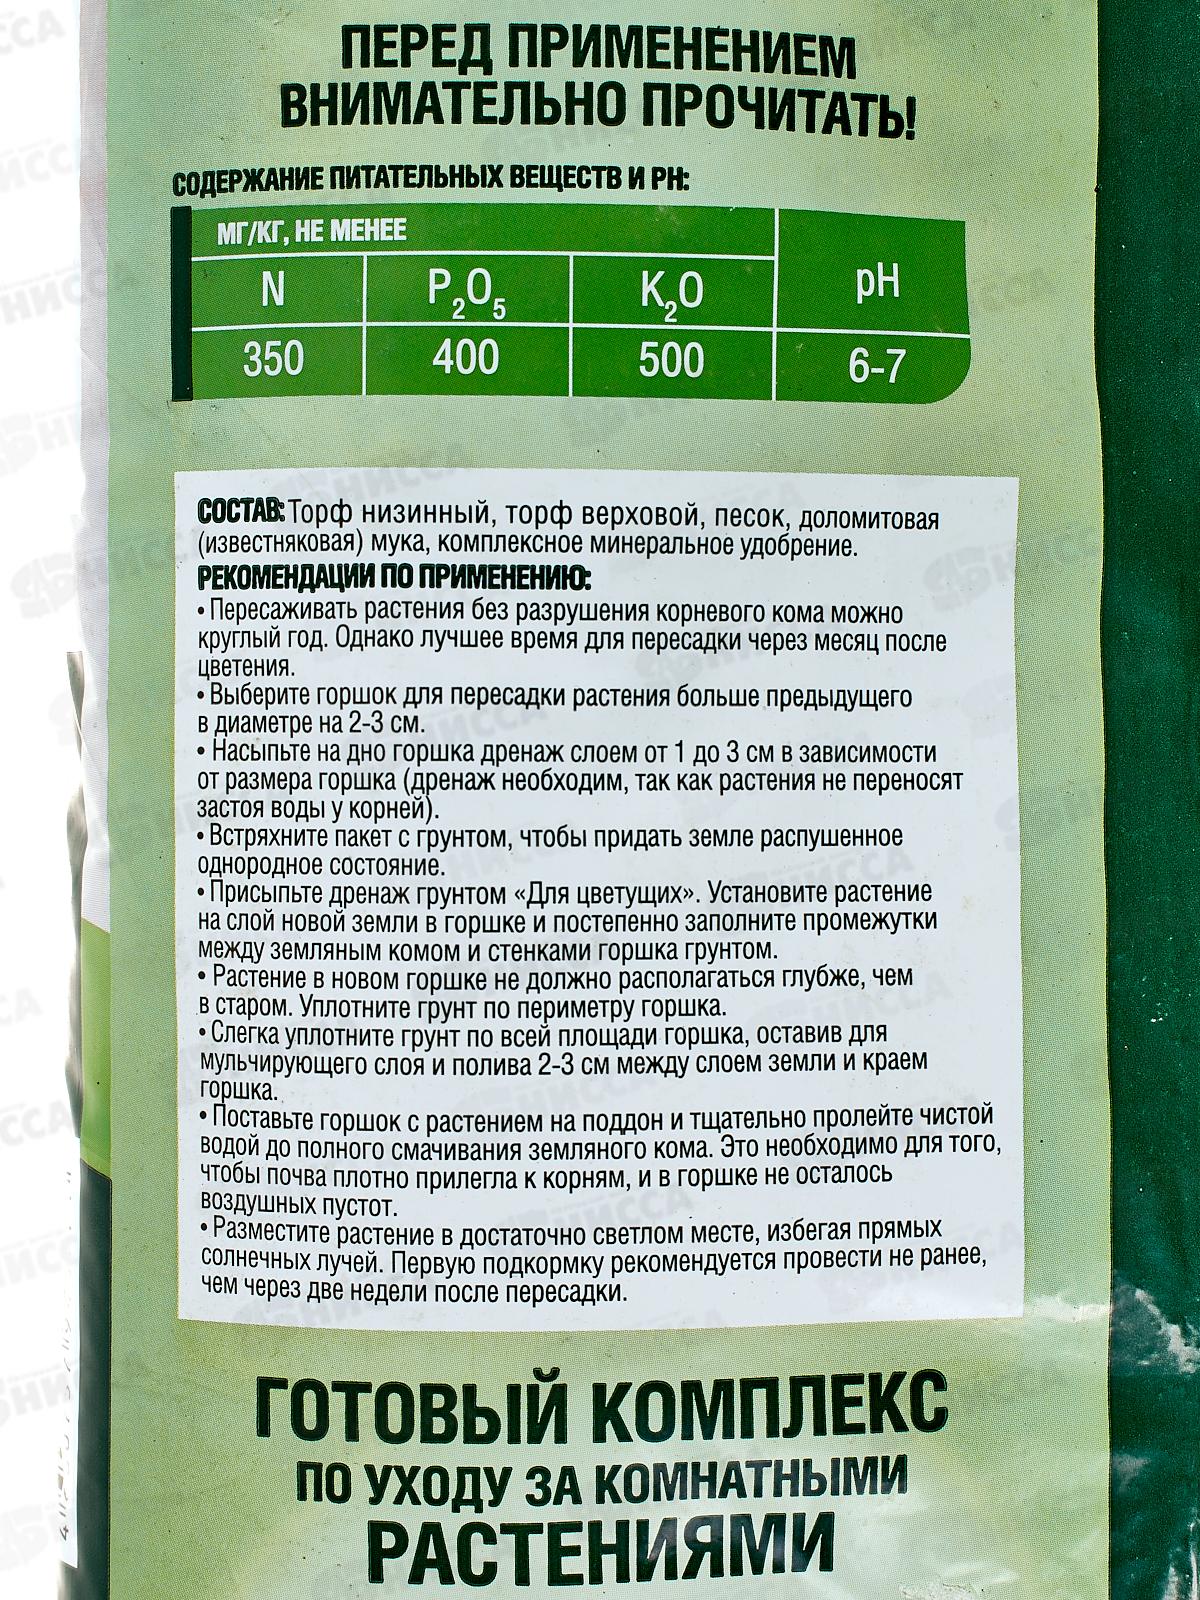 ПЕРЕД ПРИМЕНЕНИЕМ
ВНИМАТЕЛЬНО ПРОЧИТАТЬ!
СОДЕРЖАНИЕ ПИТАТЕЛЬНЫХ ВЕЩЕСТВ И PH:
МГ/КГ, НЕ МЕНЕЕ
N P2O5 K2O pH
350 400 500 6-7
СОСТАВ: Торф низинный, торф верховой, песок, доломитовая
(известняковая) мука, комплексное минеральное удобрение.
РЕКОМЕНДАЦИИ ПО ПРИМЕНЕНИЮ:
• Пересаживать растения без разрушения корневого кома можно
круглый год. Однако лучшее время для пересадки через месяц после
цветения.
• Выберите горшок для пересадки растения больше предыдущего
в диаметре на 2-3 см.
• Насыпьте на дно горшка дренаж слоем от 1 до 3 см в зависимости
от размера горшка (дренаж необходим, так как растения не переносят
застоя воды у корней).
• Встряхните пакет с грунтом, чтобы придать земле распушенное
однородное состояние.
• Присыпьте дренаж грунтом «Для цветущих». Установите растение
на слой новой земли в горшке и постепенно заполните промежутки
между земляным комом и стенками горшка грунтом.
• Растение в новом горшке не должно располагаться глубже, чем
в старом. Уплотните грунт по периметру горшка.
• Слегка уплотните грунт по всей площади горшка, оставив для
мульчирующего слоя и полива 2-3 см между слоем земли и краем
горшка.
• Поставьте горшок с растением на поддон и тщательно пролейте чистой
водой до полного смачивания земляного кома. Это необходимо для того,
чтобы почва плотно прилегла к корням, и в горшке не осталось
воздушных пустот.
• Разместите растение в достаточно светлом месте, избегая прямых
солнечных лучей. Первую подкормку рекомендуется провести не ранее,
чем через две недели после пересадки.
ГОТОВЫЙ КОМПЛЕКС
ПО УХОДУ ЗА КОМНАТНЫМИ
РАСТЕНИЯМИ